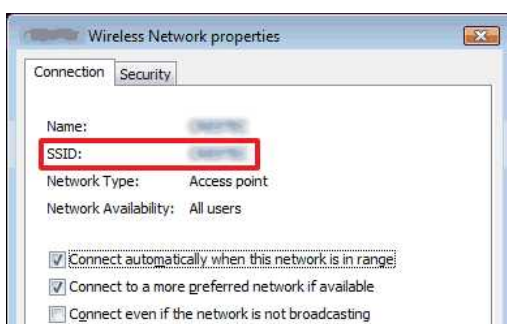 Wireless Network properties
Connection Security
Name:
SSID:
Network Type: Access point
Network Availability: All users
Connect automatically when this network is in range
Connect to a more preferred network if available
Connect even if the network is not broadcasting